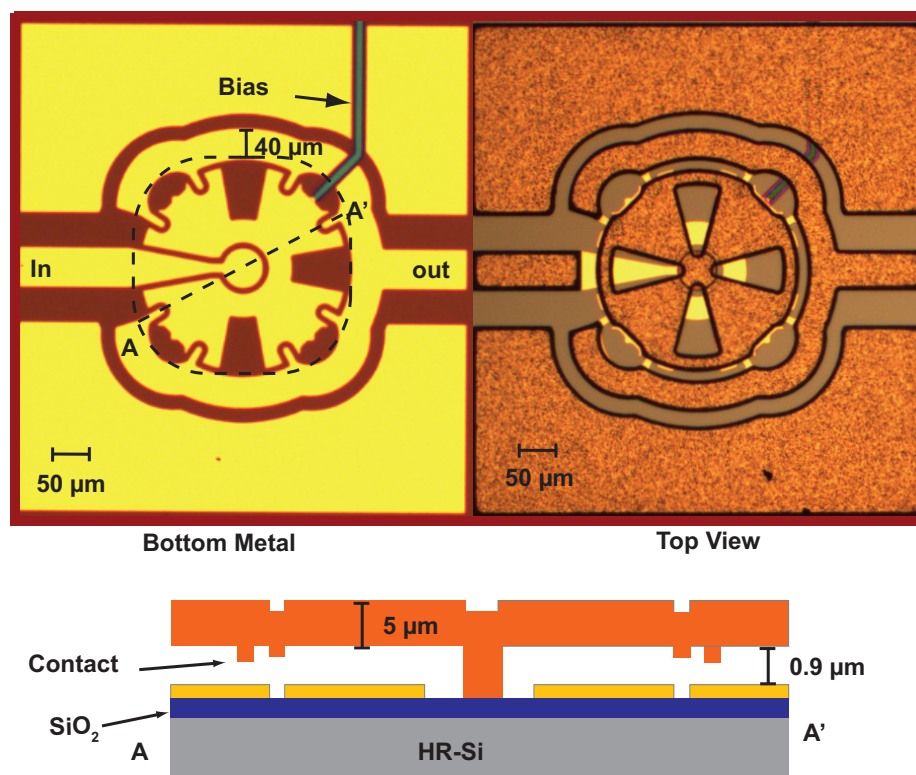 Bias
40 μm
A'
In
out
A
50 μm
50 μm
Bottom Metal
Top View
5 μm
Contact
0.9 μm
SiO₂
A
HR-Si
A'